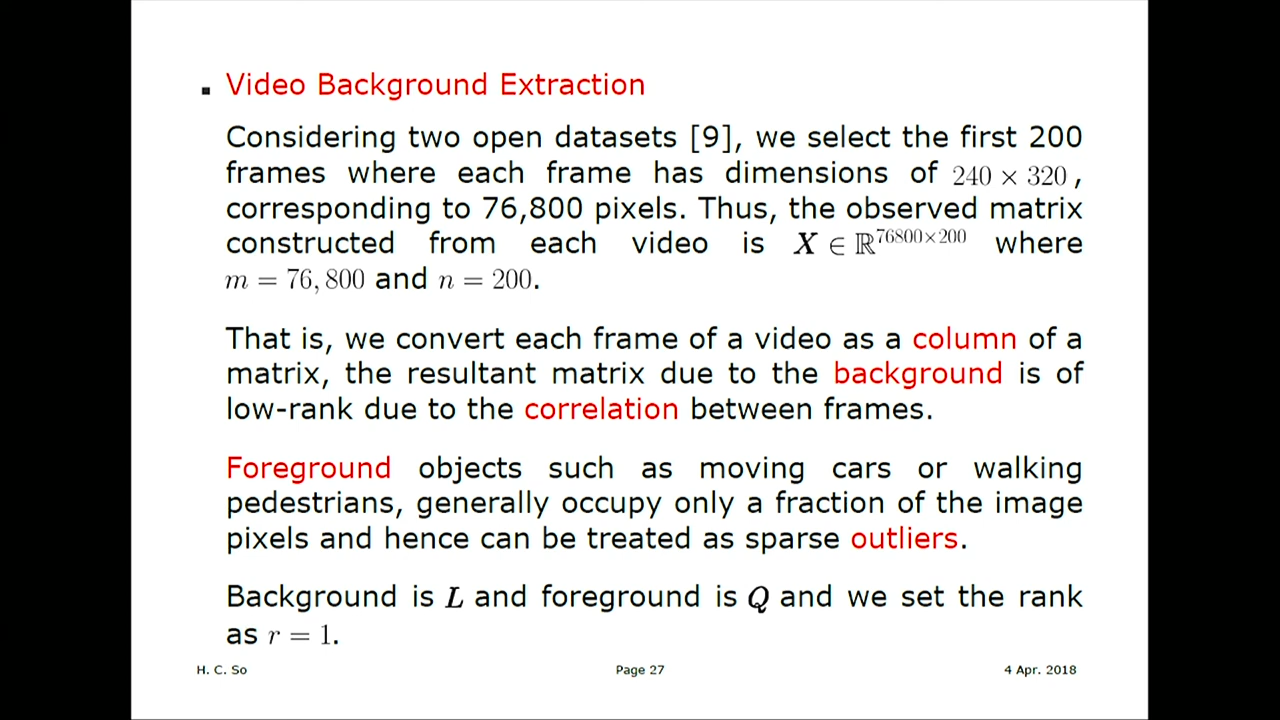 ▪ Video Background Extraction
Considering two open datasets [9], we select the first 200
frames where each frame has dimensions of 240 × 320 ,
corresponding to 76,800 pixels. Thus, the observed matrix
constructed from each video is X ∈ ℝ^{76800×200} where
m = 76, 800 and n = 200.
That is, we convert each frame of a video as a column of a
matrix, the resultant matrix due to the background is of
low-rank due to the correlation between frames.
Foreground objects such as moving cars or walking
pedestrians, generally occupy only a fraction of the image
pixels and hence can be treated as sparse outliers.
Background is L and foreground is Q and we set the rank
as r = 1.
H. C. So Page 27 4 Apr. 2018